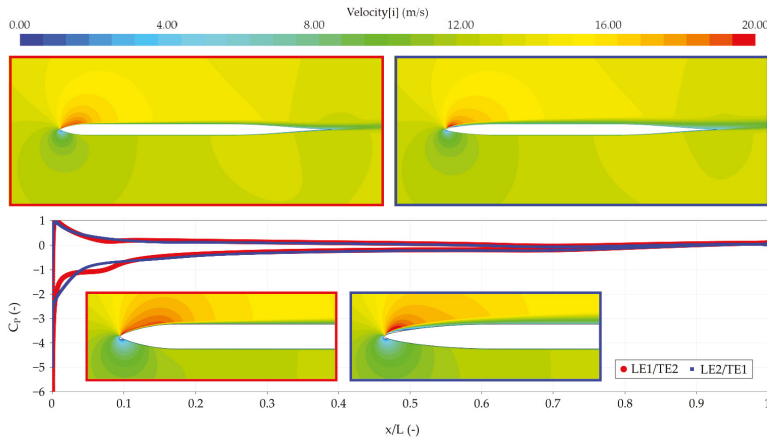 Velocity[i] (m/s)
0.00 4.00 8.00 12.00 16.00 20.00
1
0
-1
-2
-3
-4
-5
-6
C_P (-)
LE1/TE2 LE2/TE1
0 0.1 0.2 0.3 0.4 0.5 0.6 0.7 0.8 0.9 1
x/L (-)